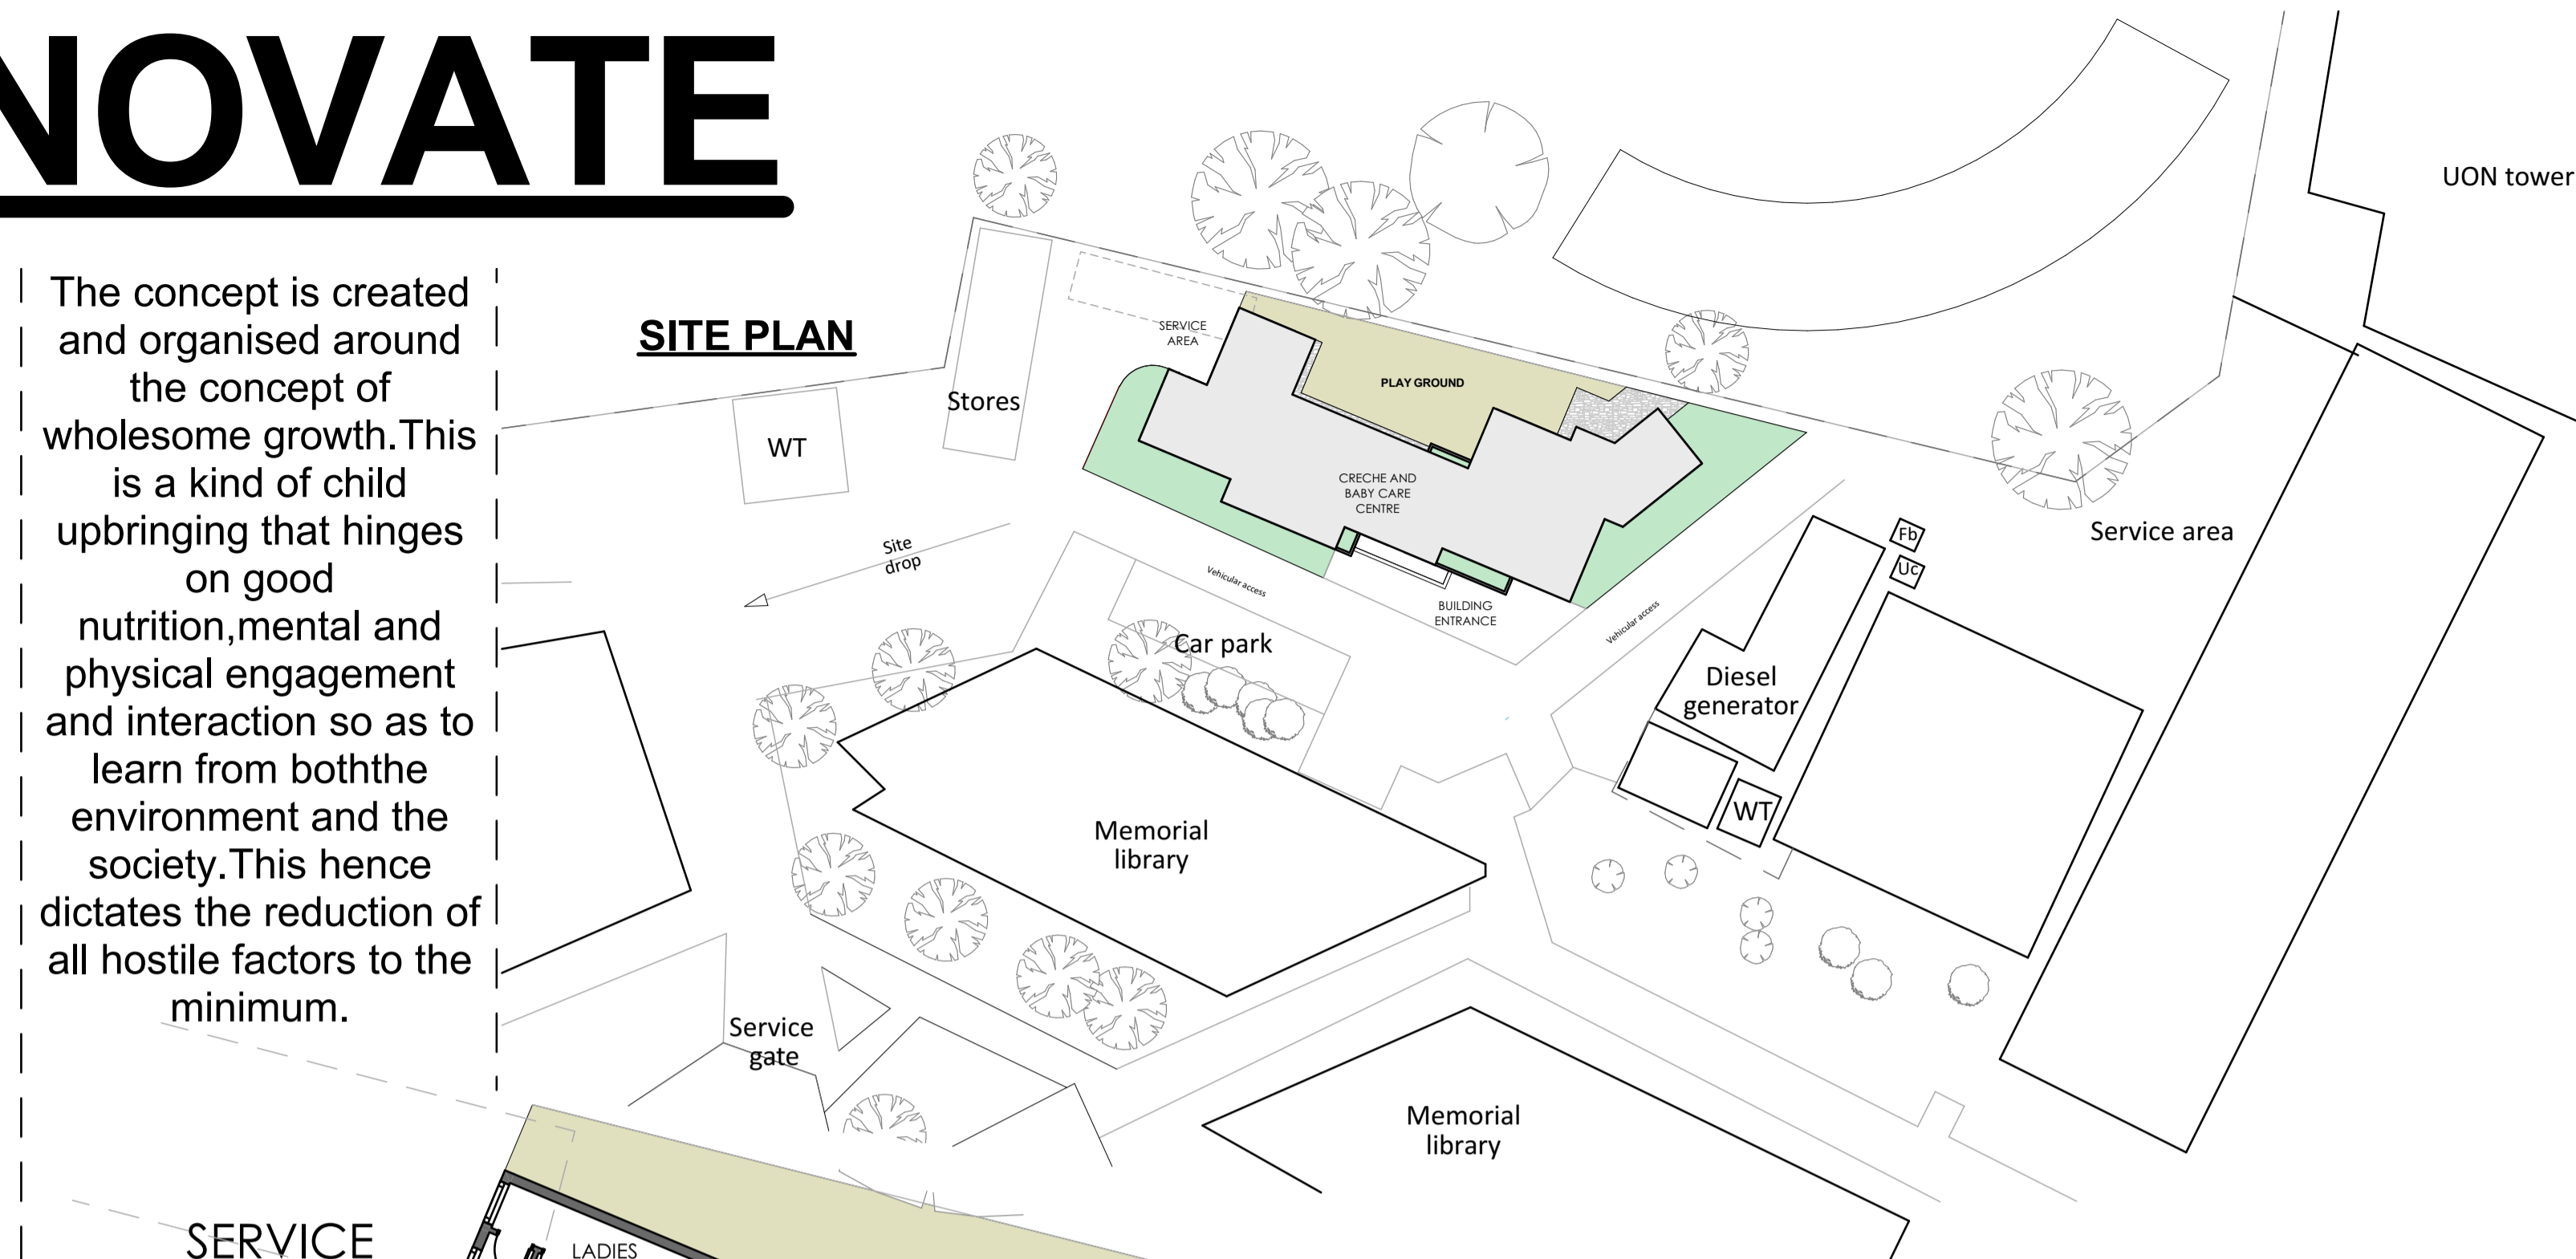 NOVATE
The concept is created
and organised around
the concept of
wholesome growth.This
is a kind of child
upbringing that hinges
on good
nutrition,mental and
physical engagement
and interaction so as to
learn from boththe
environment and the
society.This hence
dictates the reduction of
all hostile factors to the
minimum.
SITE PLAN
UON tower
SERVICE
AREA
PLAY GROUND
Stores
WT
CRECHE AND
BABY CARE
CENTRE
Site
drop
Vehicular access
BUILDING
ENTRANCE
Vehicular access
Fb
Uc
Service area
Car park
Diesel
generator
WT
Memorial
library
Service
gate
Memorial
library
SERVICE
LADIES